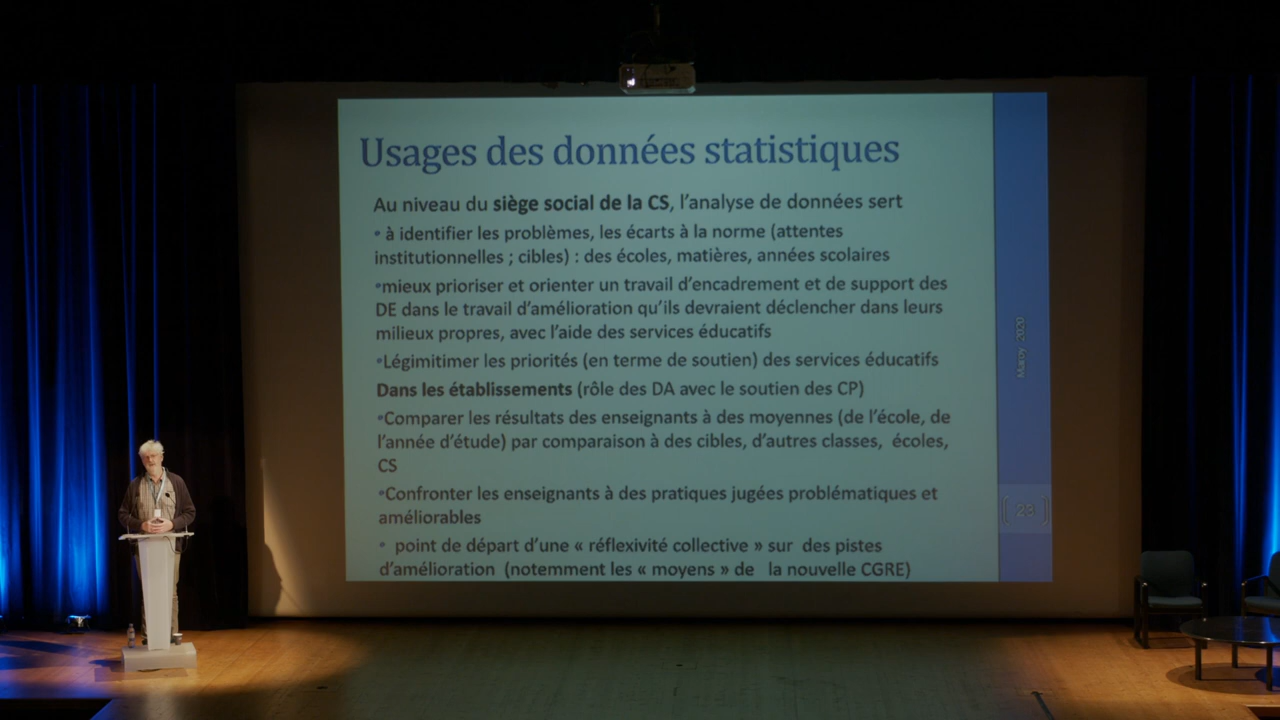 Usages des données statistiques
Au niveau du siège social de la CS, l'analyse de données sert
• à identifier les problèmes, les écarts à la norme (attentes
institutionnelles ; cibles) : des écoles, matières, années scolaires
•mieux prioriser et orienter un travail d'encadrement et de support des
DE dans le travail d'amélioration qu'ils devraient déclencher dans leurs
milieux propres, avec l'aide des services éducatifs
•Légimitimer les priorités (en terme de soutien) des services éducatifs
Dans les établissements (rôle des DA avec le soutien des CP)
•Comparer les résultats des enseignants à des moyennes (de l'école, de
l'année d'étude) par comparaison à des cibles, d'autres classes, écoles,
CS
•Confronter les enseignants à des pratiques jugées problématiques et
améliorables
• point de départ d'une « réflexivité collective » sur des pistes
d'amélioration (notemment les « moyens » de la nouvelle CGRE)
Maroy 2020
23